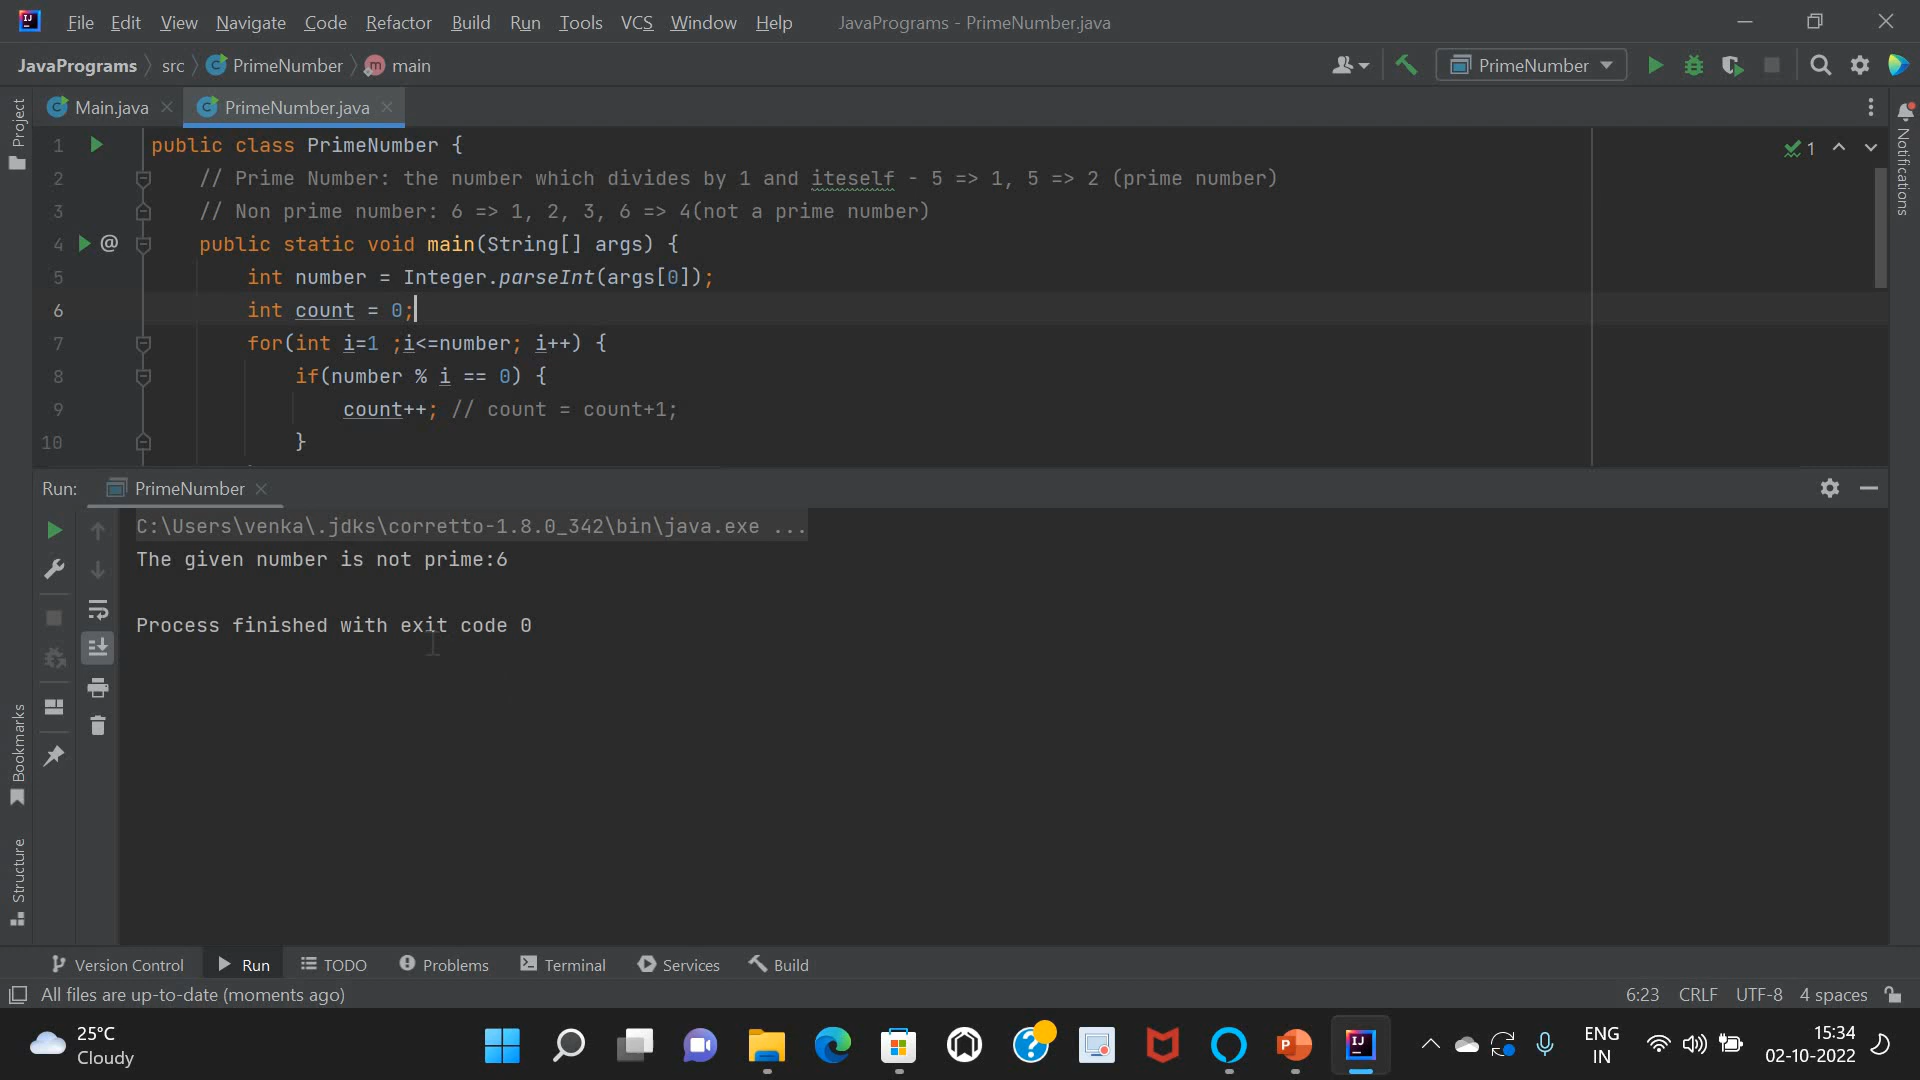 File Edit View Navigate Code Refactor Build Run Tools VCS Window Help JavaPrograms - PrimeNumber.java
JavaPrograms src PrimeNumber main PrimeNumber
Main.java PrimeNumber.java
1 public class PrimeNumber {
2 // Prime Number: the number which divides by 1 and iteself - 5 => 1, 5 => 2 (prime number)
3 // Non prime number: 6 => 1, 2, 3, 6 => 4(not a prime number)
4 @ public static void main(String[] args) {
5 int number = Integer.parseInt(args[0]);
6 int count = 0;
7 for(int i=1 ;i<=number; i++) {
8 if(number % i == 0) {
9 count++; // count = count+1;
10 }
1
Project
Notifications
Run: PrimeNumber
C:\Users\venka\.jdks\corretto-1.8.0_342\bin\java.exe ...
The given number is not prime:6
Process finished with exit code 0
Bookmarks
Structure
Version Control Run TODO Problems Terminal Services Build
All files are up-to-date (moments ago) 6:23 CRLF UTF-8 4 spaces
25°C
Cloudy
ENG
IN
15:34
02-10-2022